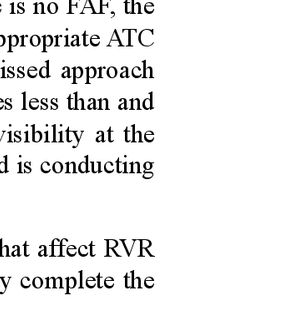 is no FAF, the
ppropriate ATC
issed approach
es less than and
visibility at the
d is conducting
hat affect RVR
y complete the